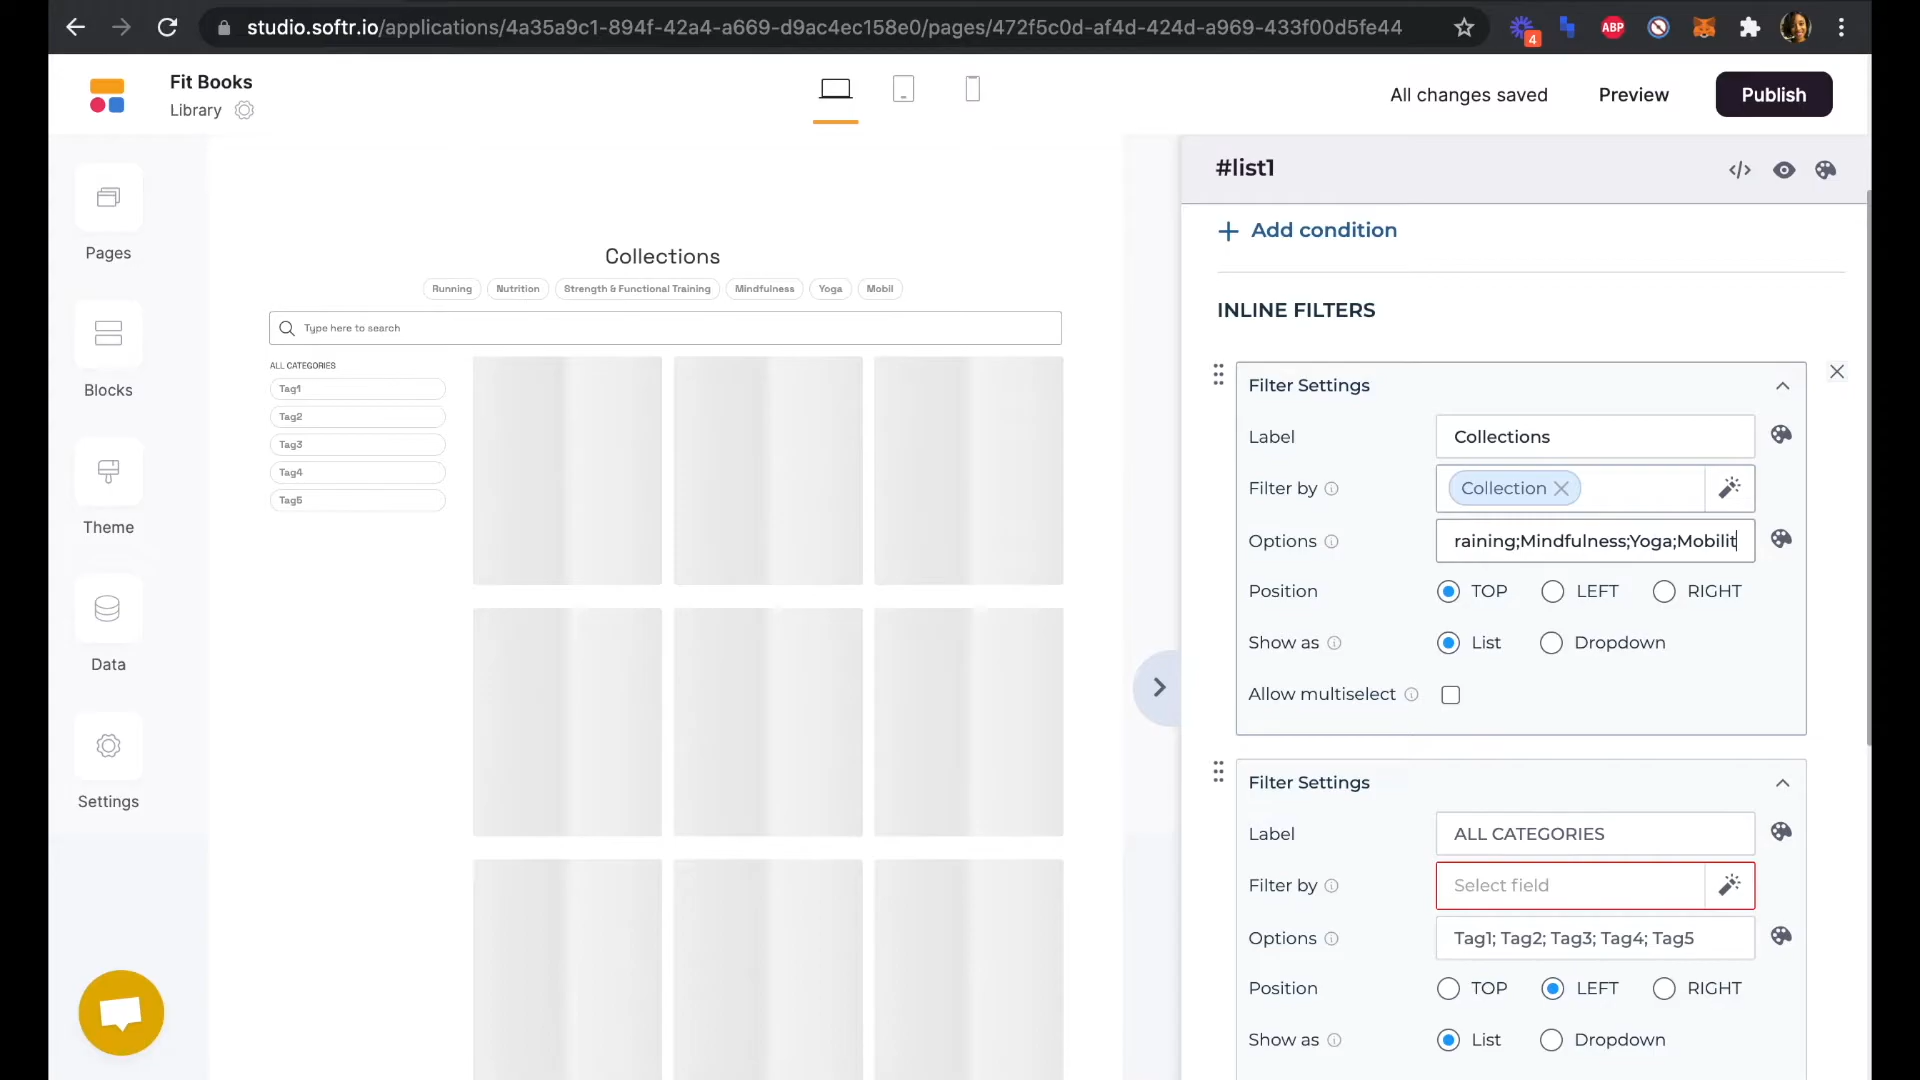 studio.softr.io/applications/4a35a9c1-894f-42a4-a669-d9ac4ec158e0/pages/472f5c0d-af4d-424d-a969-433f00d5fe44
4
ABP
Fit Books
Library
All changes saved
Preview
Publish
Pages
Blocks
Theme
Data
Settings
Collections
Running
Nutrition
Strength & Functional Training
Mindfulness
Yoga
Mobil
Type here to search
ALL CATEGORIES
Tag1
Tag2
Tag3
Tag4
Tag5
#list1
Add condition
INLINE FILTERS
Filter Settings
Label
Collections
Filter by
Collection
Options
raining;Mindfulness;Yoga;Mobilit
Position
TOP
LEFT
RIGHT
Show as
List
Dropdown
Allow multiselect
Filter Settings
Label
ALL CATEGORIES
Filter by
Select field
Options
Tag1; Tag2; Tag3; Tag4; Tag5
Position
TOP
LEFT
RIGHT
Show as
List
Dropdown